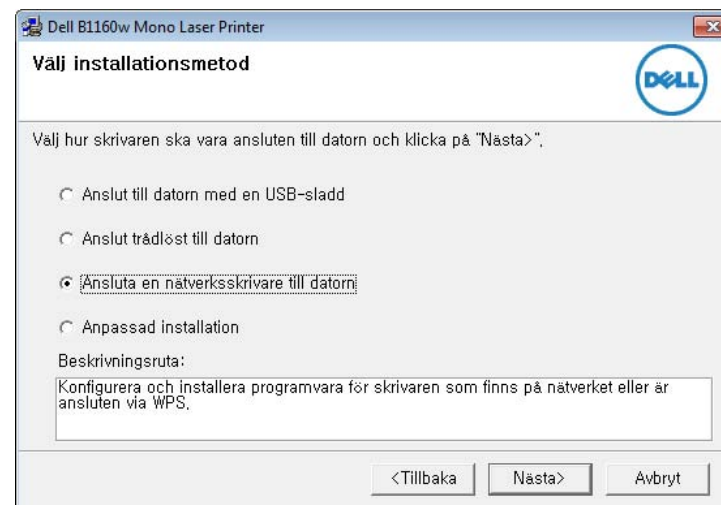 Dell B1160w Mono Laser Printer
Välj installationsmetod
DELL
Välj hur skrivaren ska vara ansluten till datorn och klicka på "Nästa>".
Anslut till datorn med en USB-sladd
Anslut trådlöst till datorn
Ansluta en nätverksskrivare till datorn
Anpassad installation
Beskrivningsruta:
Konfigurera och installera programvara för skrivaren som finns på nätverket eller är
ansluten via WPS.
<Tillbaka Nästa> Avbryt